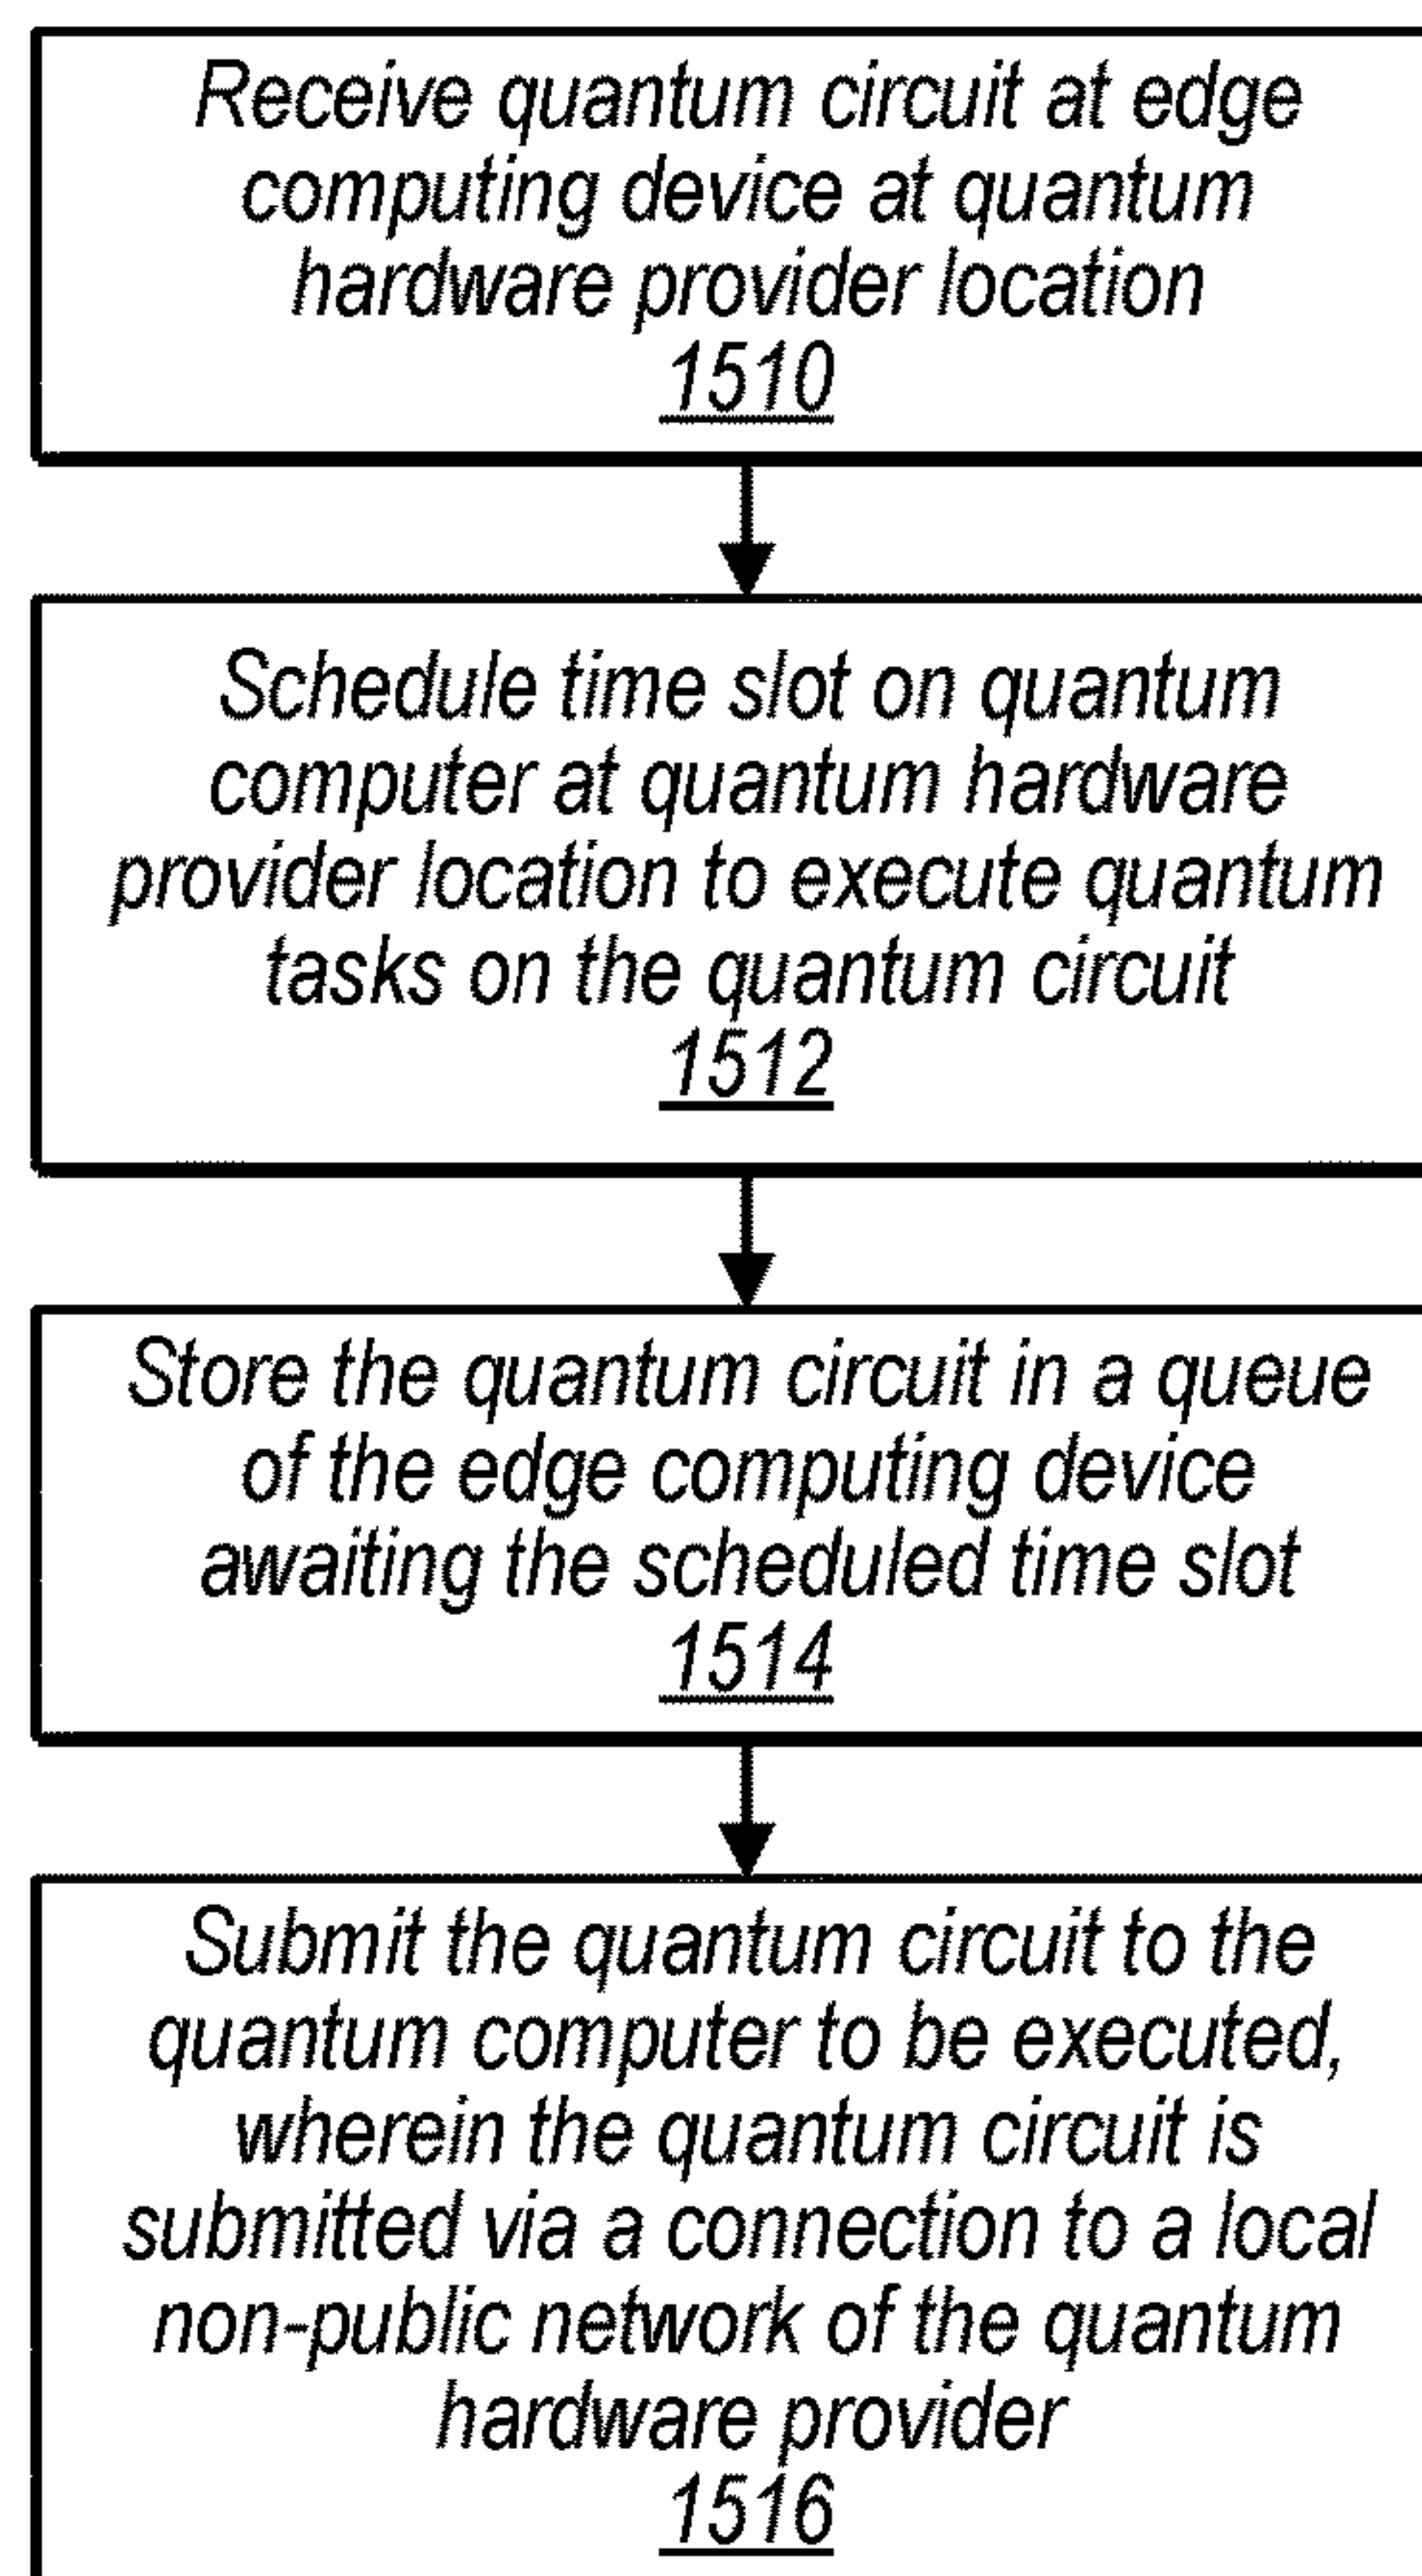 Receive quantum circuit at edge
computing device at quantum
hardware provider location
1510
Schedule time slot on quantum
computer at quantum hardware
provider location to execute quantum
tasks on the quantum circuit
1512
Store the quantum circuit in a queue
of the edge computing device
awaiting the scheduled time slot
1514
Submit the quantum circuit to the
quantum computer to be executed,
wherein the quantum circuit is
submitted via a connection to a local
non-public network of the quantum
hardware provider
1516